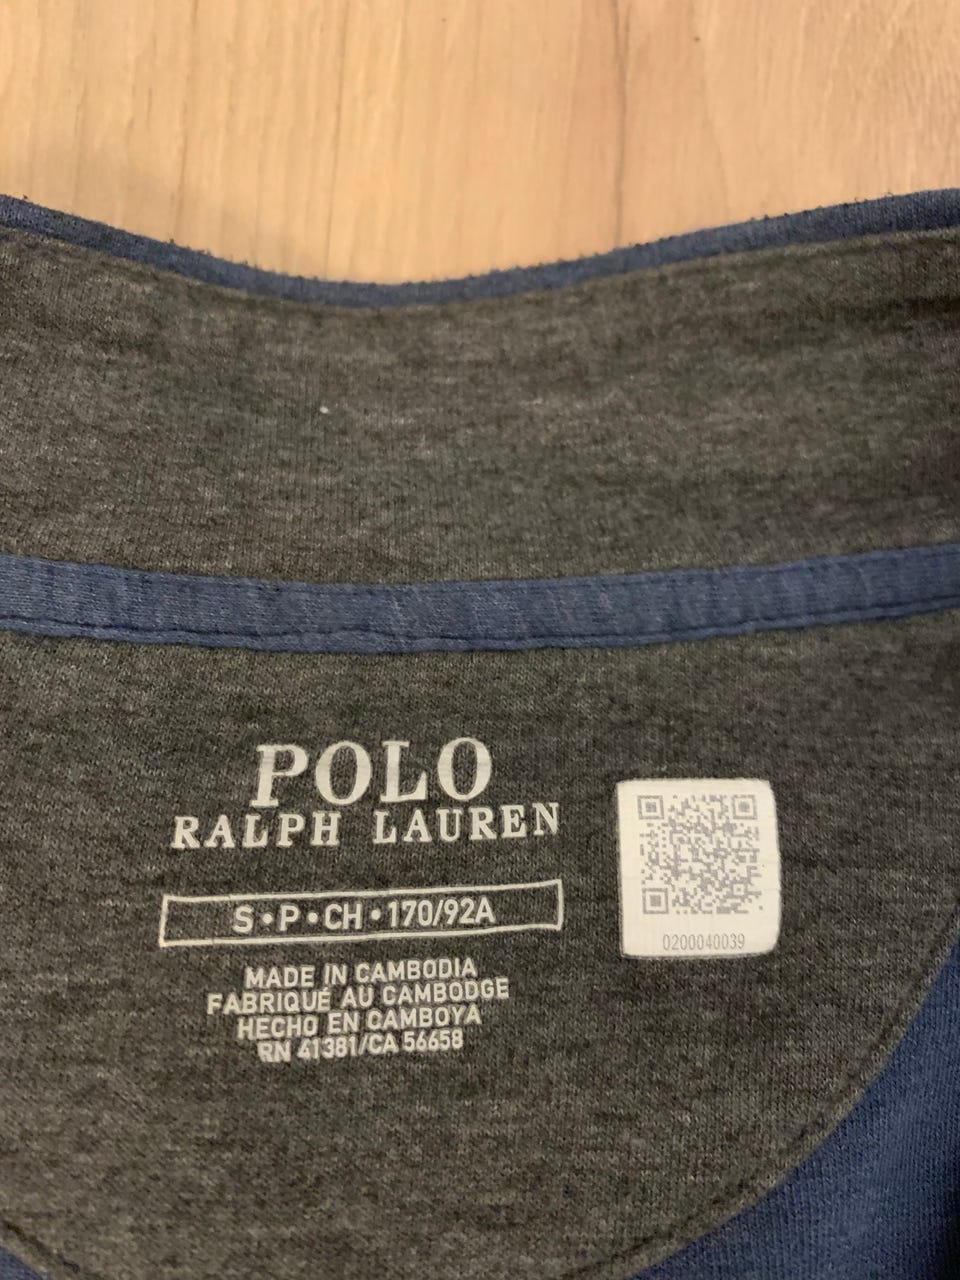 POLO
RALPH LAUREN
S•P•CH•170/92A
MADE IN CAMBODIA
FABRIQUÉ AU CAMBODGE
HECHO EN CAMBOYA
RN 41381/CA 56658
0200040039